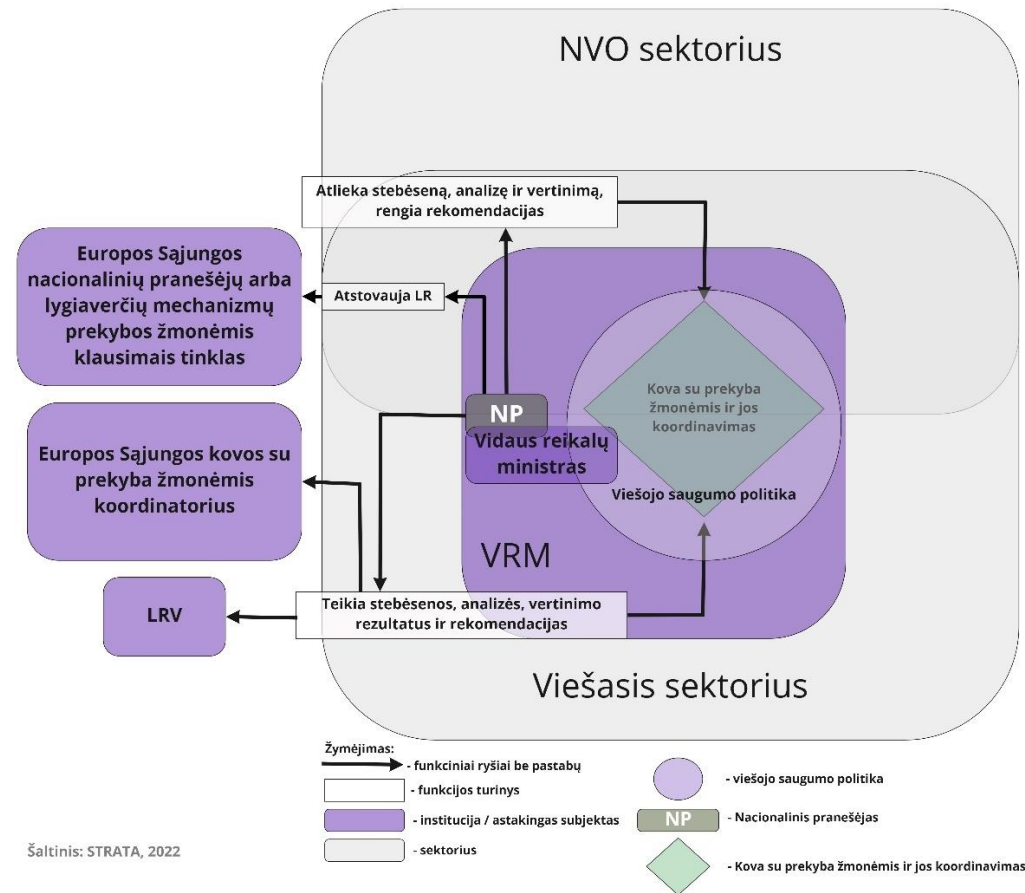 NVO sektorius
Atlieka stebėseną, analizę ir vertinimą,
rengia rekomendacijas
Europos Sąjungos
nacionalinių pranešėjų arba
lygiaverčių mechanizmų
prekybos žmonėmis
klausimais tinklas
Atstovauja LR
Kova su prekyba
žmonėmis ir jos
koordinavimas
NP
Vidaus reikalų
ministras
Europos Sąjungos kovos su
prekyba žmonėmis
koordinatorius
Viešojo saugumo politika
VRM
LRV
Teikia stebėsenos, analizės, vertinimo
rezultatus ir rekomendacijas
Viešasis sektorius
Žymėjimas:
- funkciniai ryšiai be pastabų
- funkcijos turinys
- institucija / astakingas subjektas
- sektorius
- viešojo saugumo politika
NP
- Nacionalinis pranešėjas
- Kova su prekyba žmonėmis ir jos koordinavimas
Šaltinis: STRATA, 2022